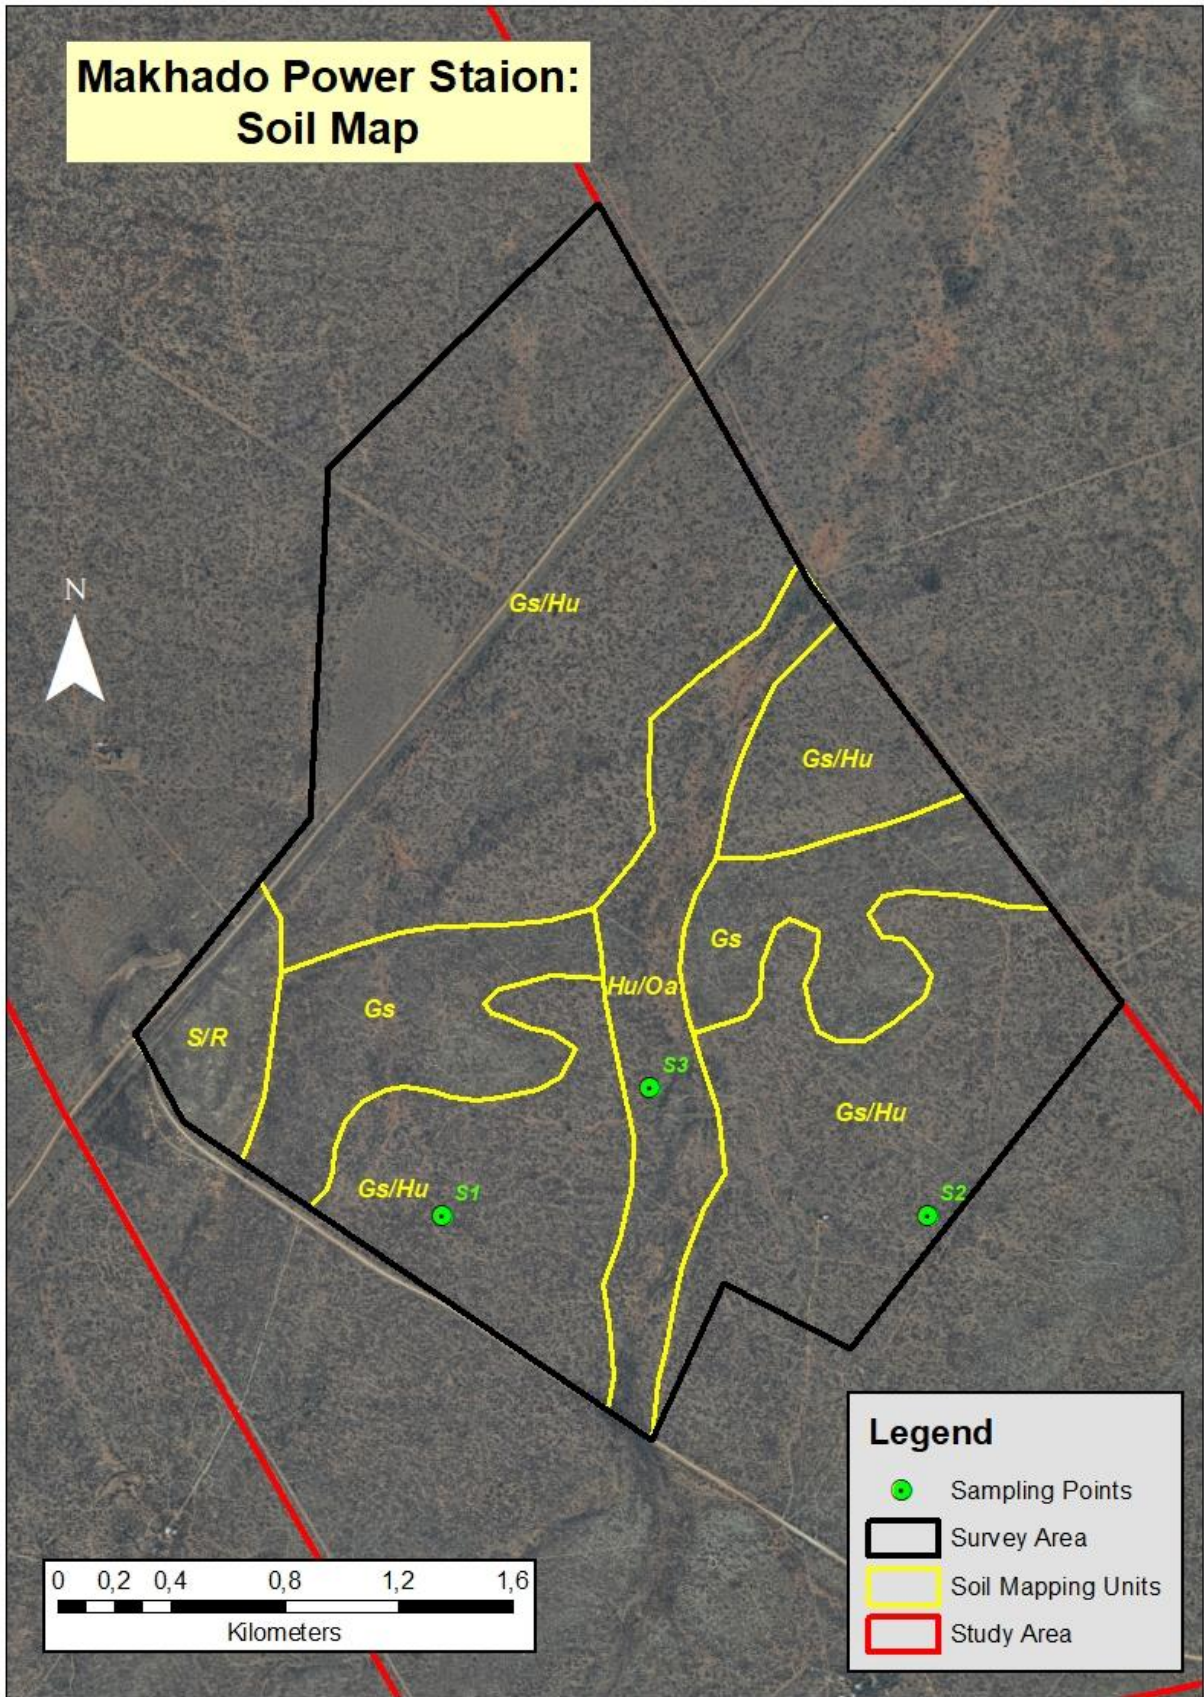 Makhado Power Staion:
Soil Map
N
Gs/Hu
Gs/Hu
Gs
Hu/Oa
Gs
S/R
S3
Gs/Hu
Gs/Hu
S1
S2
Legend
Sampling Points
Survey Area
Soil Mapping Units
Study Area
0 0,2 0,4 0,8 1,2 1,6
Kilometers